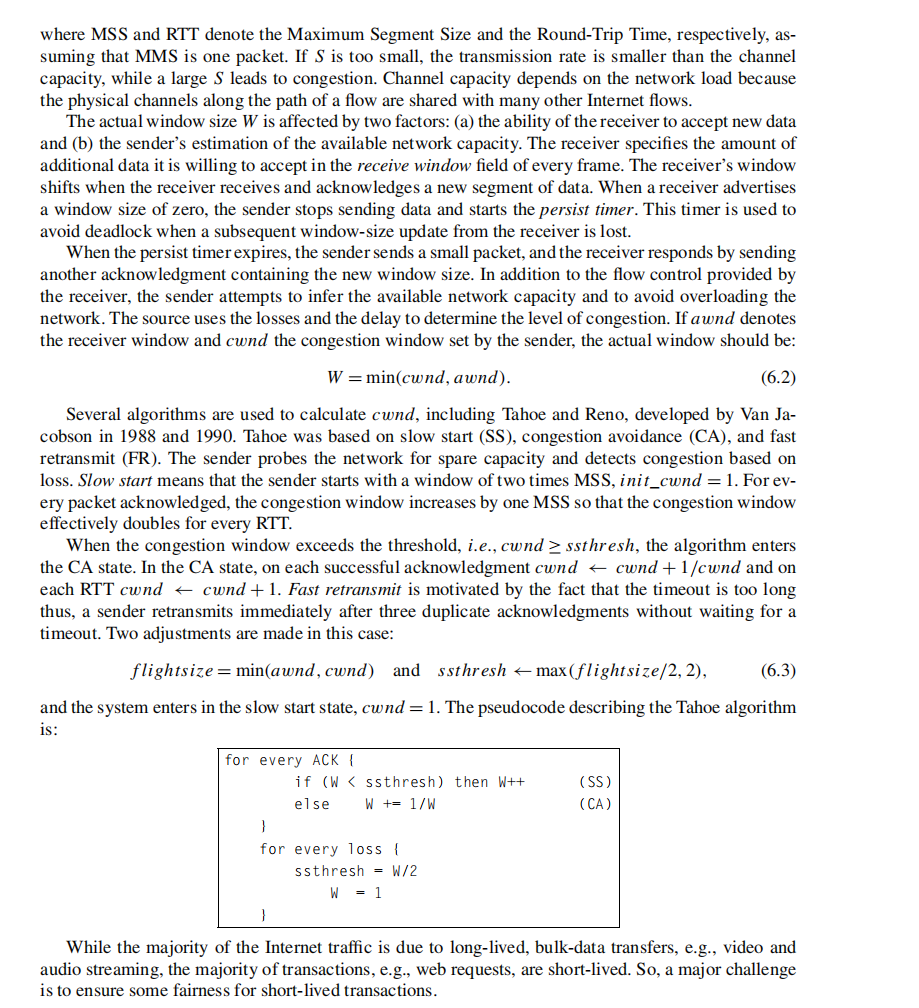 where MSS and RTT denote the Maximum Segment Size and the Round-Trip Time, respectively, as-
suming that MMS is one packet. If S is too small, the transmission rate is smaller than the channel
capacity, while a large S leads to congestion. Channel capacity depends on the network load because
the physical channels along the path of a flow are shared with many other Internet flows.
The actual window size W is affected by two factors: (a) the ability of the receiver to accept new data
and (b) the sender's estimation of the available network capacity. The receiver specifies the amount of
additional data it is willing to accept in the receive window field of every frame. The receiver's window
shifts when the receiver receives and acknowledges a new segment of data. When a receiver advertises
a window size of zero, the sender stops sending data and starts the persist timer. This timer is used to
avoid deadlock when a subsequent window-size update from the receiver is lost.
When the persist timer expires, the sender sends a small packet, and the receiver responds by sending
another acknowledgment containing the new window size. In addition to the flow control provided by
the receiver, the sender attempts to infer the available network capacity and to avoid overloading the
network. The source uses the losses and the delay to determine the level of congestion. If awnd denotes
the receiver window and cwnd the congestion window set by the sender, the actual window should be:
W = min(cwnd, awnd). (6.2)
Several algorithms are used to calculate cwnd, including Tahoe and Reno, developed by Van Ja-
cobson in 1988 and 1990. Tahoe was based on slow start (SS), congestion avoidance (CA), and fast
retransmit (FR). The sender probes the network for spare capacity and detects congestion based on
loss. Slow start means that the sender starts with a window of two times MSS, init_cwnd = 1. For ev-
ery packet acknowledged, the congestion window increases by one MSS so that the congestion window
effectively doubles for every RTT.
When the congestion window exceeds the threshold, i.e., cwnd ≥ ssthresh, the algorithm enters
the CA state. In the CA state, on each successful acknowledgment cwnd ← cwnd + 1/cwnd and on
each RTT cwnd ← cwnd + 1. Fast retransmit is motivated by the fact that the timeout is too long
thus, a sender retransmits immediately after three duplicate acknowledgments without waiting for a
timeout. Two adjustments are made in this case:
flightsize = min(awnd, cwnd) and ssthresh ← max(flightsize/2, 2), (6.3)
and the system enters in the slow start state, cwnd = 1. The pseudocode describing the Tahoe algorithm
is:
for every ACK {
if (W < ssthresh) then W++ (SS)
else W += 1/W (CA)
}
for every loss {
ssthresh = W/2
W = 1
}
While the majority of the Internet traffic is due to long-lived, bulk-data transfers, e.g., video and
audio streaming, the majority of transactions, e.g., web requests, are short-lived. So, a major challenge
is to ensure some fairness for short-lived transactions.